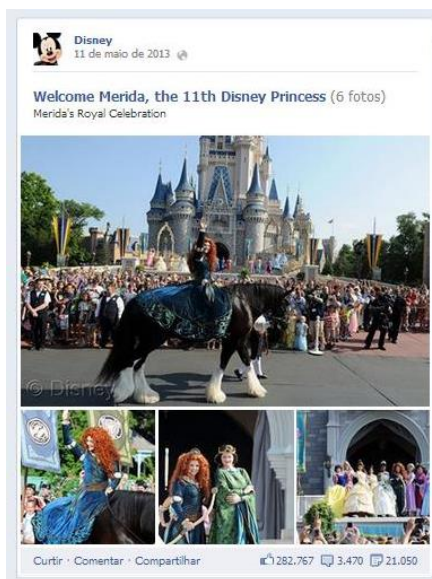 Disney
11 de maio de 2013
Welcome Merida, the 11th Disney Princess (6 fotos)
Merida's Royal Celebration
© Disney
Curtir · Comentar · Compartilhar 282.767 3.470 21.050